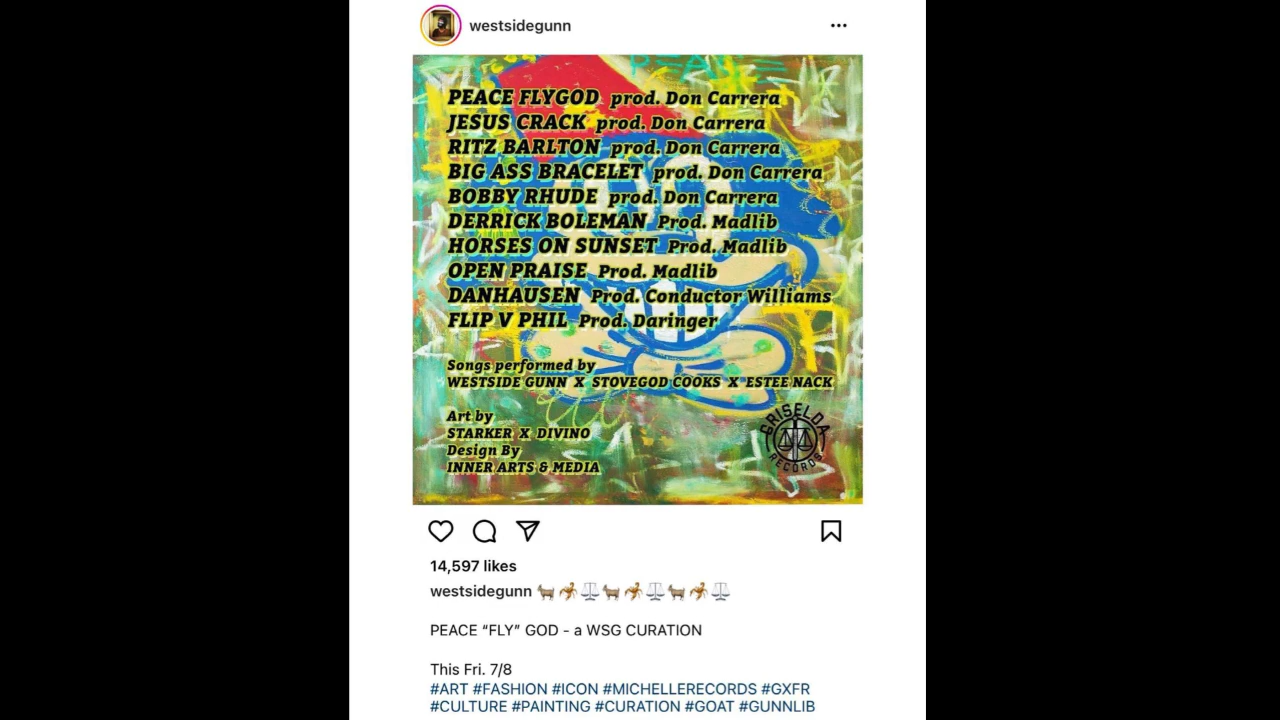 westsidegunn
PEACE
PEACE FLYGOD prod. Don Carrera
JESUS CRACK prod. Don Carrera
RITZ BARLTON prod. Don Carrera
BIG ASS BRACELET prod. Don Carrera
BOBBY RHUDE prod. Don Carrera
DERRICK BOLEMAN Prod. Madlib
HORSES ON SUNSET Prod. Madlib
OPEN PRAISE Prod. Madlib
DANHAUSEN Prod. Conductor Williams
FLIP V PHIL Prod. Daringer
Songs performed by
WESTSIDE GUNN X STOVEGOD COOKS X ESTEE NACK
Art by
STARKER X DIVINO
Design By
INNER ARTS & MEDIA
GRISELDA
RECORDS
14,597 likes
westsidegunn 🐐🦂⚖️🐐🦂⚖️🐐🦂⚖️
PEACE “FLY” GOD - a WSG CURATION
This Fri. 7/8
#ART #FASHION #ICON #MICHELLERECORDS #GXFR
#CULTURE #PAINTING #CURATION #GOAT #GUNNLIB